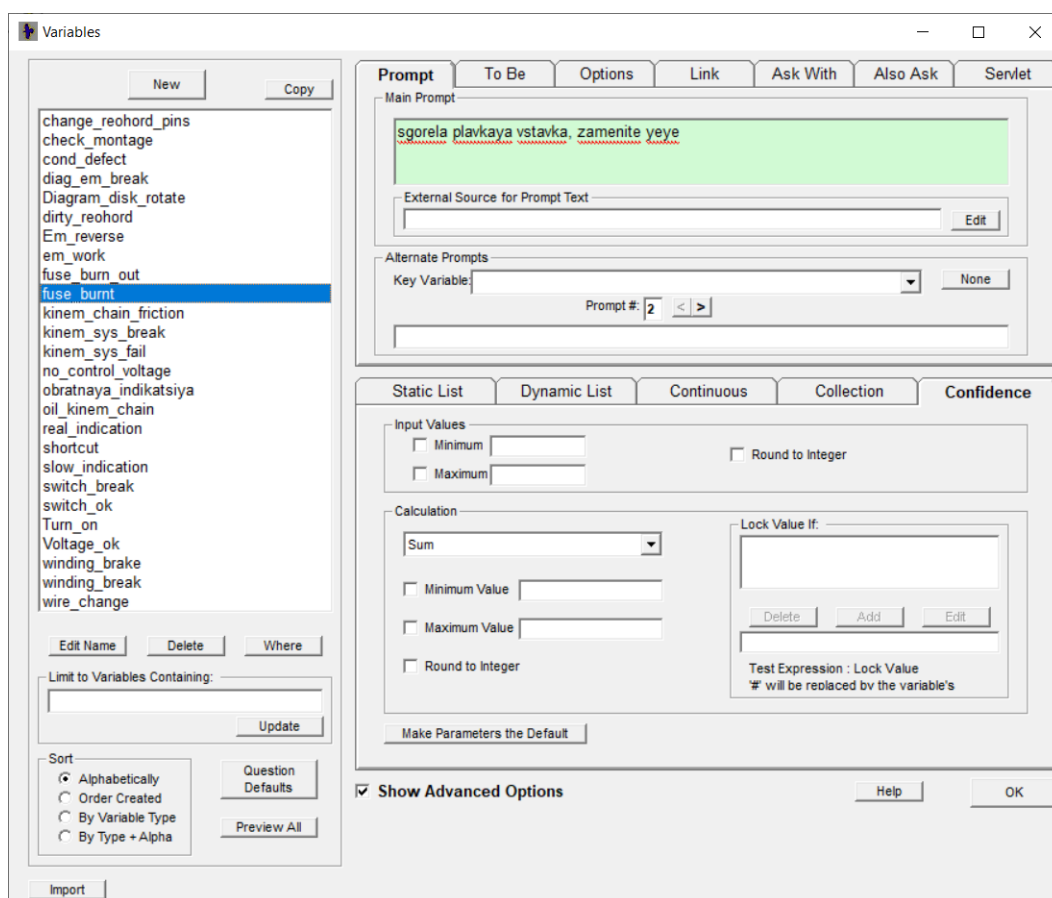 Variables
New
Copy
change_reohord_pins
check_montage
cond_defect
diag_em_break
Diagram_disk_rotate
dirty_reohord
Em_reverse
em_work
fuse_burn_out
fuse_burnt
kinem_chain_friction
kinem_sys_break
kinem_sys_fail
no_control_voltage
obratnaya_indikatsiya
oil_kinem_chain
real_indication
shortcut
slow_indication
switch_break
switch_ok
Turn_on
Voltage_ok
winding_brake
winding_break
wire_change
Edit Name
Delete
Where
Limit to Variables Containing:
Update
Sort
Alphabetically
Order Created
By Variable Type
By Type + Alpha
Question
Defaults
Preview All
Import
Prompt
To Be
Options
Link
Ask With
Also Ask
Servlet
Main Prompt
sgorela plavkaya vstavka, zamenite yeye
External Source for Prompt Text
Edit
Alternate Prompts
Key Variable:
None
Prompt #: 2 < >
Static List
Dynamic List
Continuous
Collection
Confidence
Input Values
Minimum
Maximum
Round to Integer
Calculation
Sum
Minimum Value
Maximum Value
Round to Integer
Lock Value If:
Delete
Add
Edit
Test Expression : Lock Value
'#' will be replaced by the variable's
Make Parameters the Default
Show Advanced Options
Help
OK